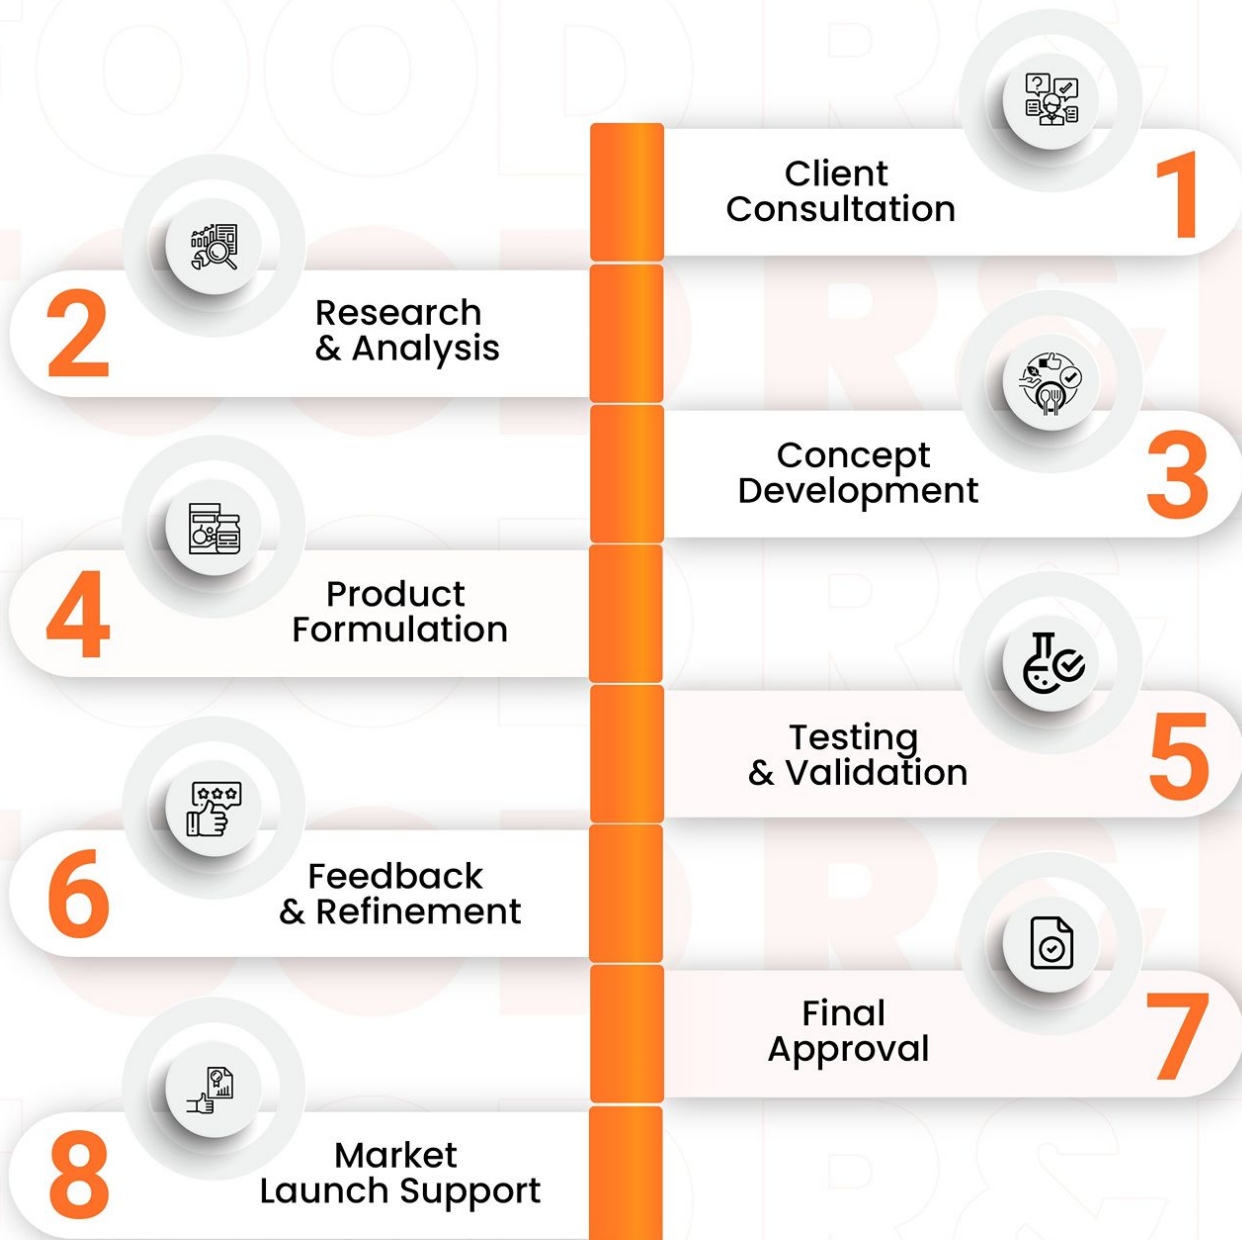 Client
Consultation
1
2
Research
& Analysis
Concept
Development
3
4
Product
Formulation
Testing
& Validation
5
6
Feedback
& Refinement
Final
Approval
7
8
Market
Launch Support